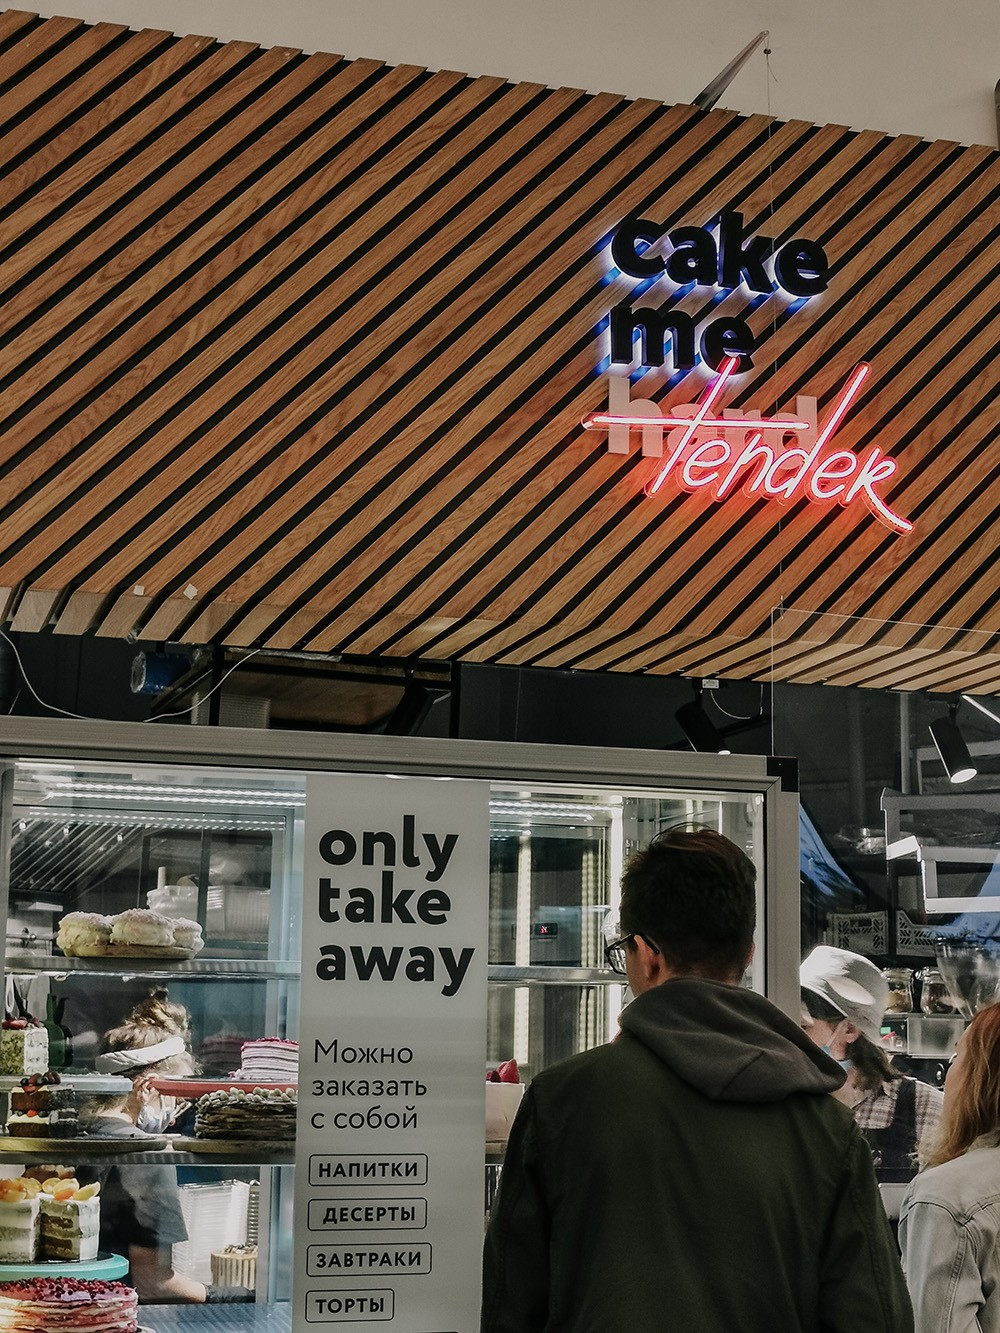 cake
me
hard
tender
only
take
away
Можно
заказать
с собой
НАПИТКИ
ДЕСЕРТЫ
ЗАВТРАКИ
ТОРТЫ